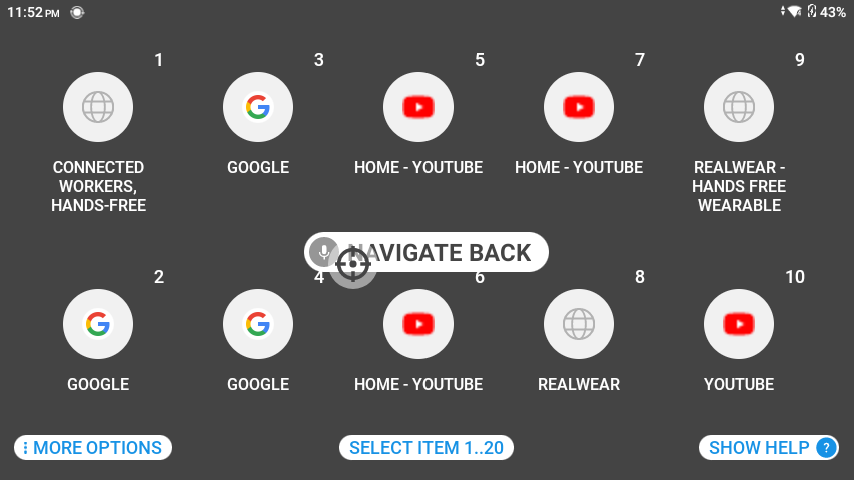 11:52 PM
43%
1
3
5
7
9
CONNECTED
WORKERS,
HANDS-FREE
GOOGLE
HOME - YOUTUBE
HOME - YOUTUBE
REALWEAR -
HANDS FREE
WEARABLE
NAVIGATE BACK
2
4
6
8
10
GOOGLE
GOOGLE
HOME - YOUTUBE
REALWEAR
YOUTUBE
MORE OPTIONS
SELECT ITEM 1..20
SHOW HELP ?